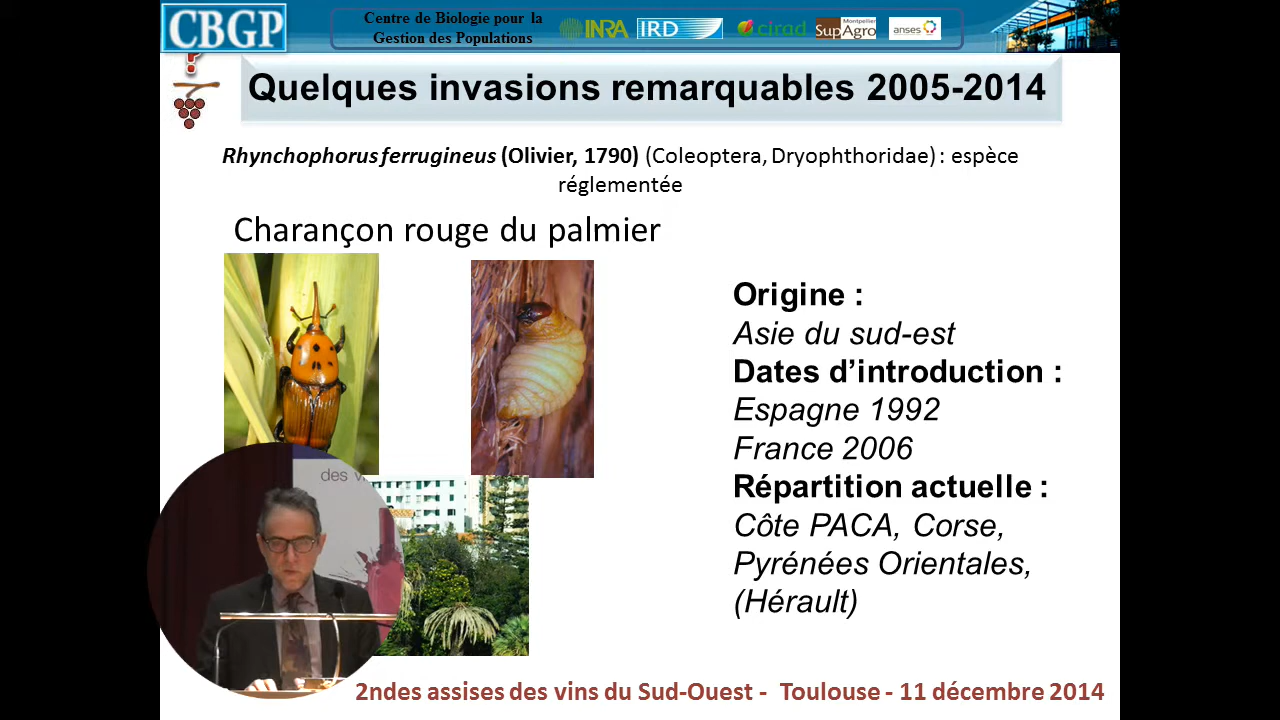 CBGP
Centre de Biologie pour la
Gestion des Populations
INRA
IRD
cirad
Montpellier
SupAgro
anses
Quelques invasions remarquables 2005-2014
Rhynchophorus ferrugineus (Olivier, 1790) (Coleoptera, Dryophthoridae) : espèce
réglementée
Charançon rouge du palmier
Origine :
Asie du sud-est
Dates d’introduction :
Espagne 1992
France 2006
Répartition actuelle :
Côte PACA, Corse,
Pyrénées Orientales,
(Hérault)
des v
2ndes assises des vins du Sud-Ouest - Toulouse - 11 décembre 2014